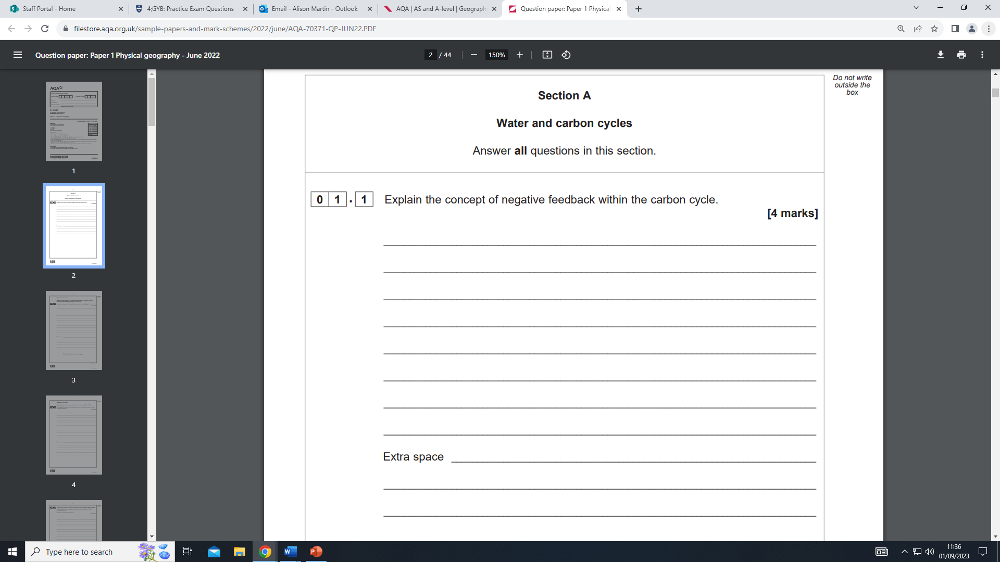 Staff Portal - Home
4;GYB: Practice Exam Questions
Email - Alison Martin - Outlook
AQA | AS and A-level | Geograph
Question paper: Paper 1 Physical
filestore.aqa.org.uk/sample-papers-and-mark-schemes/2022/june/AQA-70371-QP-JUN22.PDF
Question paper: Paper 1 Physical geography - June 2022
2 / 44
150%
AQA
A-level
GEOGRAPHY
1
2
3
4
Do not write
outside the
box
Section A
Water and carbon cycles
Answer all questions in this section.
0 1 . 1 Explain the concept of negative feedback within the carbon cycle.
[4 marks]
Extra space
Type here to search
11:36
01/09/2023